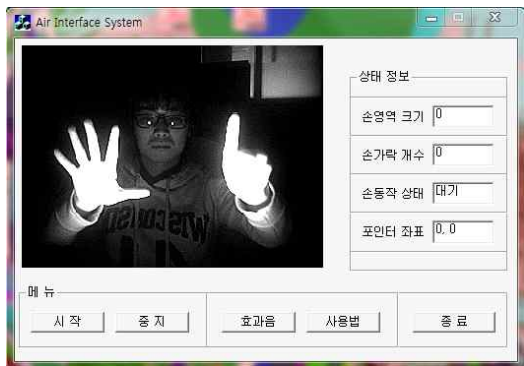 Air Interface System
상태 정보
손영역 크기 0
손가락 개수 0
손동작 상태 대기
포인터 좌표 0, 0
WISCONSIN
메 뉴
시 작 중 지 효과음 사용법 종 료